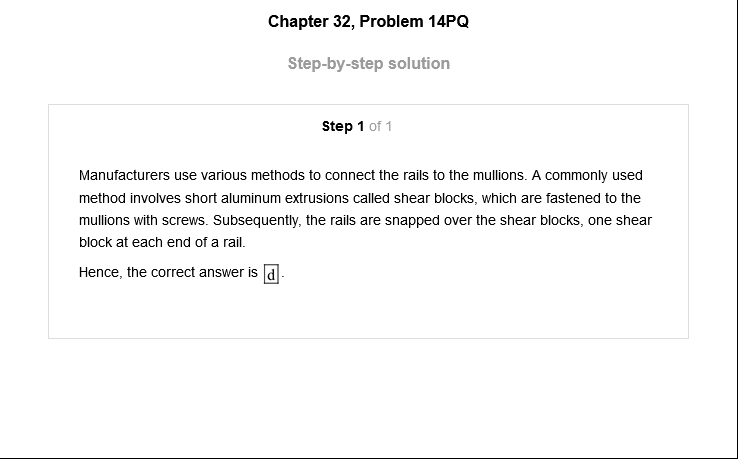 Chapter 32, Problem 14PQ
Step-by-step solution
Step 1 of 1
Manufacturers use various methods to connect the rails to the mullions. A commonly used
method involves short aluminum extrusions called shear blocks, which are fastened to the
mullions with screws. Subsequently, the rails are snapped over the shear blocks, one shear
block at each end of a rail.
Hence, the correct answer is d.